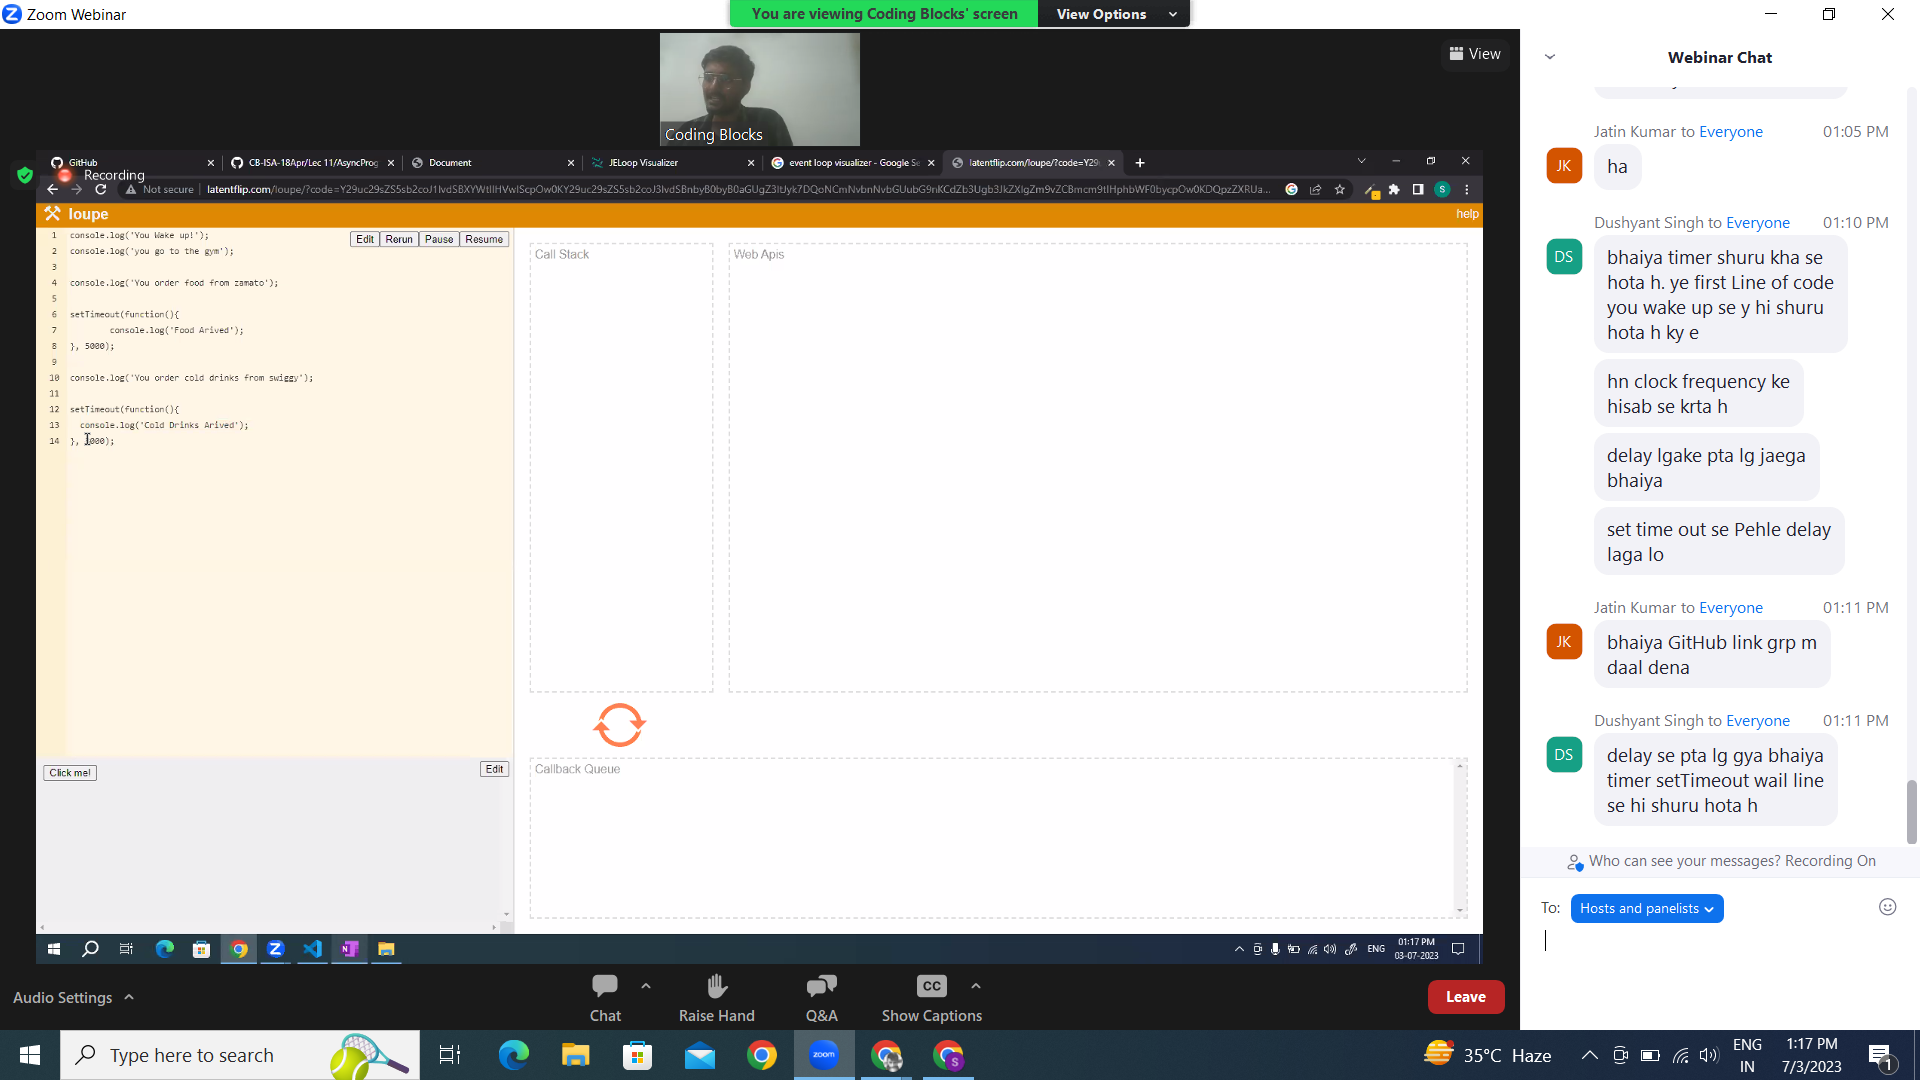 Zoom Webinar
You are viewing Coding Blocks' screen
View Options
View
Coding Blocks
Recording
GitHub
CB-ISA-18Apr/Lec 11/AsyncProg
Document
JELoop Visualizer
event loop visualizer - Google Se
latentflip.com/loupe/?code=Y29
Not secure
loupe
help
Edit
Rerun
Pause
Resume
1 console.log('You Wake up!');
2 console.log('you go to the gym');
3
4 console.log('You order food from zamato');
5
6 setTimeout(function(){
7 console.log('Food Arived');
8 }, 5000);
9
10 console.log('You order cold drinks from swiggy');
11
12 setTimeout(function(){
13 console.log('Cold Drinks Arived');
14 },
Call Stack
Web Apis
Click me!
Edit
Callback Queue
ENG
01:17 PM
03-07-2023
Audio Settings
Chat
Raise Hand
Q&A
CC
Show Captions
Leave
Webinar Chat
Jatin Kumar to Everyone 01:05 PM
JK
ha
Dushyant Singh to Everyone 01:10 PM
DS
bhaiya timer shuru kha se
hota h. ye first Line of code
you wake up se y hi shuru
hota h ky e
hn clock frequency ke
hisab se krta h
delay lgake pta lg jaega
bhaiya
set time out se Pehle delay
laga lo
Jatin Kumar to Everyone 01:11 PM
JK
bhaiya GitHub link grp m
daal dena
Dushyant Singh to Everyone 01:11 PM
DS
delay se pta lg gya bhaiya
timer setTimeout wail line
se hi shuru hota h
Who can see your messages? Recording On
To: Hosts and panelists
Type here to search
zoom
35°C Haze
ENG
IN
1:17 PM
7/3/2023
1